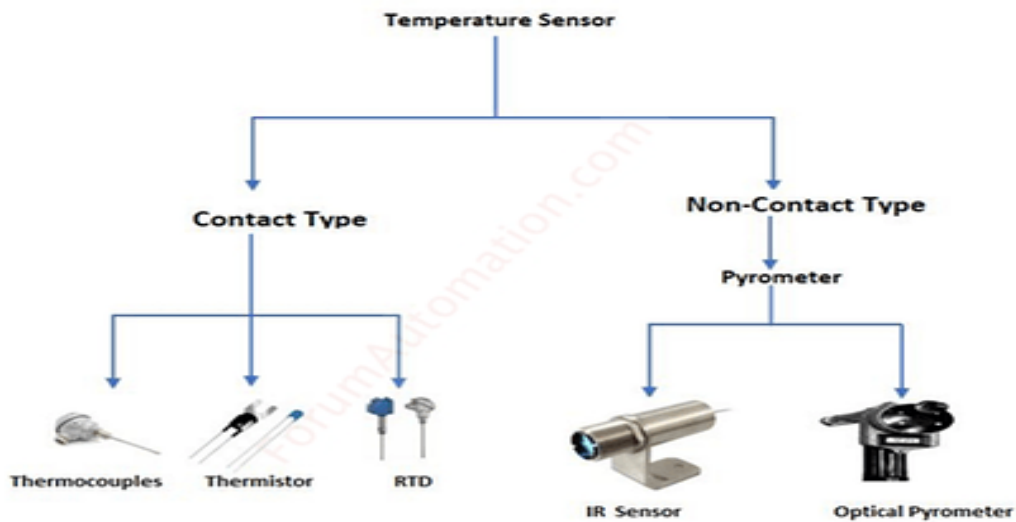 Temperature Sensor
Contact Type
Non-Contact Type
Pyrometer
Thermocouples
Thermistor
RTD
IR Sensor
Optical Pyrometer
ForumAutomation.com